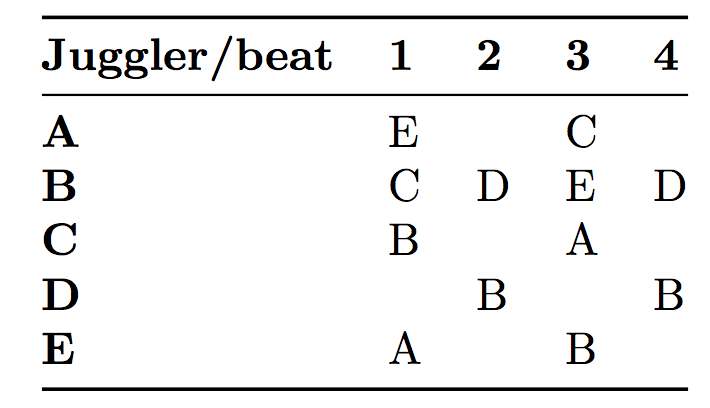 Juggler/beat 1 2 3 4
A E C
B C D E D
C B A
D B B
E A B